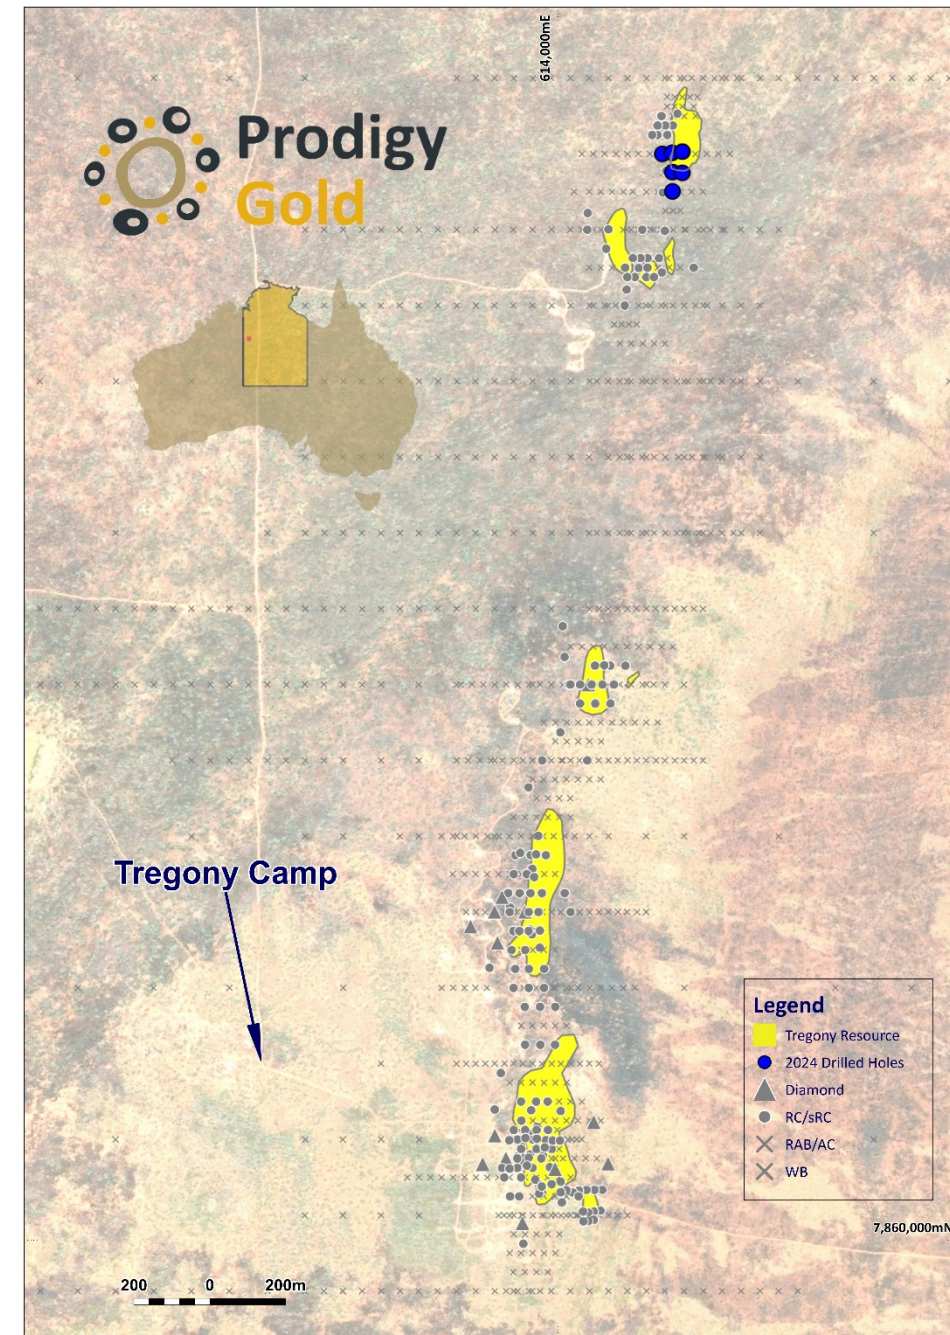 614,000mE
Prodigy
Gold
Tregony Camp
Legend
Tregony Resource
2024 Drilled Holes
Diamond
RC/sRC
RAB/AC
WB
7,860,000mN
200 0 200m